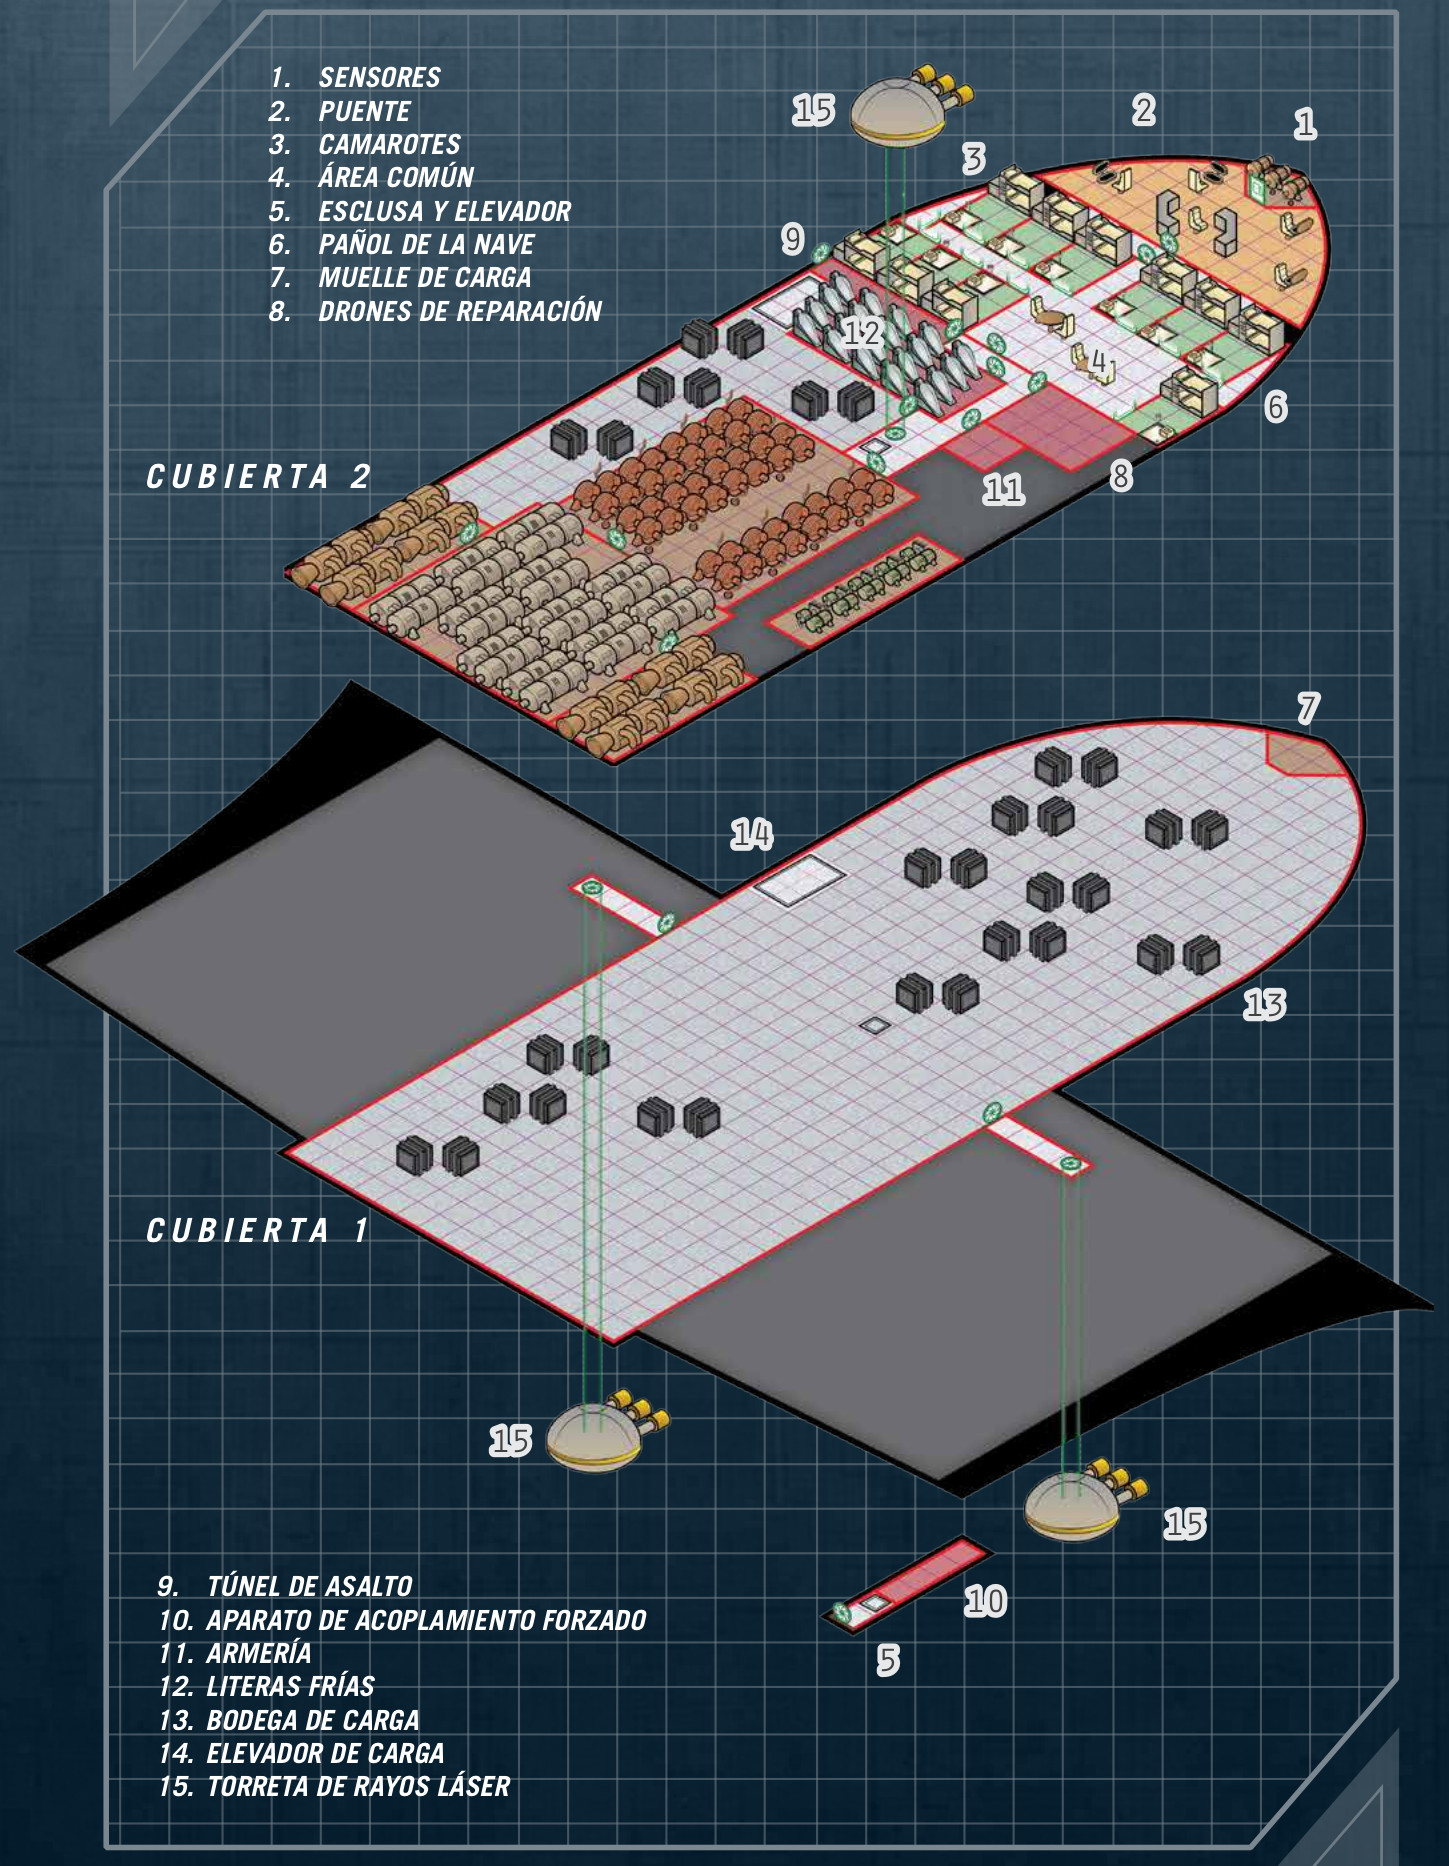 1. SENSORES
2. PUENTE
3. CAMAROTES
4. ÁREA COMÚN
5. ESCLUSA Y ELEVADOR
6. PAÑOL DE LA NAVE
7. MUELLE DE CARGA
8. DRONES DE REPARACIÓN
15
2
1
3
9
12
4
6
CUBIERTA 2
8
11
7
14
13
CUBIERTA 1
15
15
10
5
9. TÚNEL DE ASALTO
10. APARATO DE ACOPLAMIENTO FORZADO
11. ARMERÍA
12. LITERAS FRÍAS
13. BODEGA DE CARGA
14. ELEVADOR DE CARGA
15. TORRETA DE RAYOS LÁSER